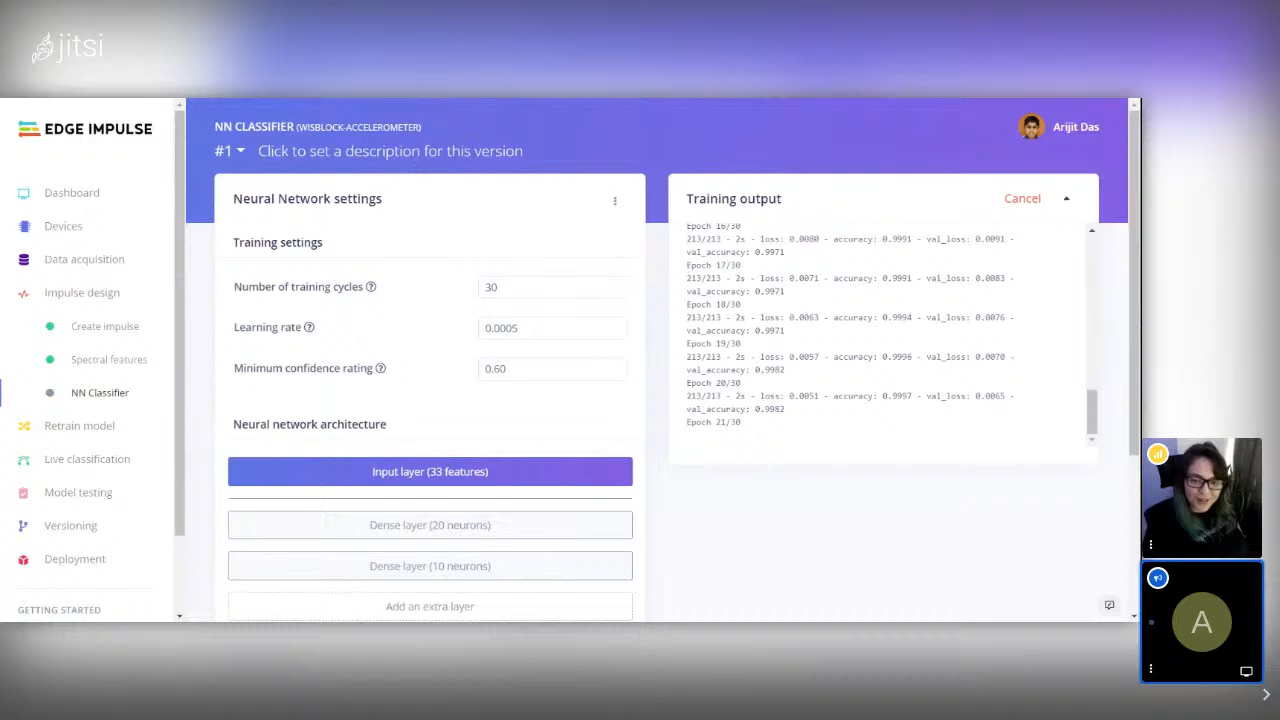 jitsi
EDGE IMPULSE
Dashboard
Devices
Data acquisition
Impulse design
Create impulse
Spectral features
NN Classifier
Retrain model
Live classification
Model testing
Versioning
Deployment
GETTING STARTED
NN CLASSIFIER (WISBLOCK-ACCELEROMETER)
#1 Click to set a description for this version
Arijit Das
Neural Network settings
Training settings
Number of training cycles ? 30
Learning rate ? 0.0005
Minimum confidence rating ? 0.60
Neural network architecture
Input layer (33 features)
Dense layer (20 neurons)
Dense layer (10 neurons)
Add an extra layer
Training output
Cancel
Epoch 16/30
213/213 - 2s - loss: 0.0080 - accuracy: 0.9991 - val_loss: 0.0091 -
val_accuracy: 0.9971
Epoch 17/30
213/213 - 2s - loss: 0.0071 - accuracy: 0.9991 - val_loss: 0.0083 -
val_accuracy: 0.9971
Epoch 18/30
213/213 - 2s - loss: 0.0063 - accuracy: 0.9994 - val_loss: 0.0076 -
val_accuracy: 0.9971
Epoch 19/30
213/213 - 2s - loss: 0.0057 - accuracy: 0.9996 - val_loss: 0.0070 -
val_accuracy: 0.9982
Epoch 20/30
213/213 - 2s - loss: 0.0051 - accuracy: 0.9997 - val_loss: 0.0065 -
val_accuracy: 0.9982
Epoch 21/30
A